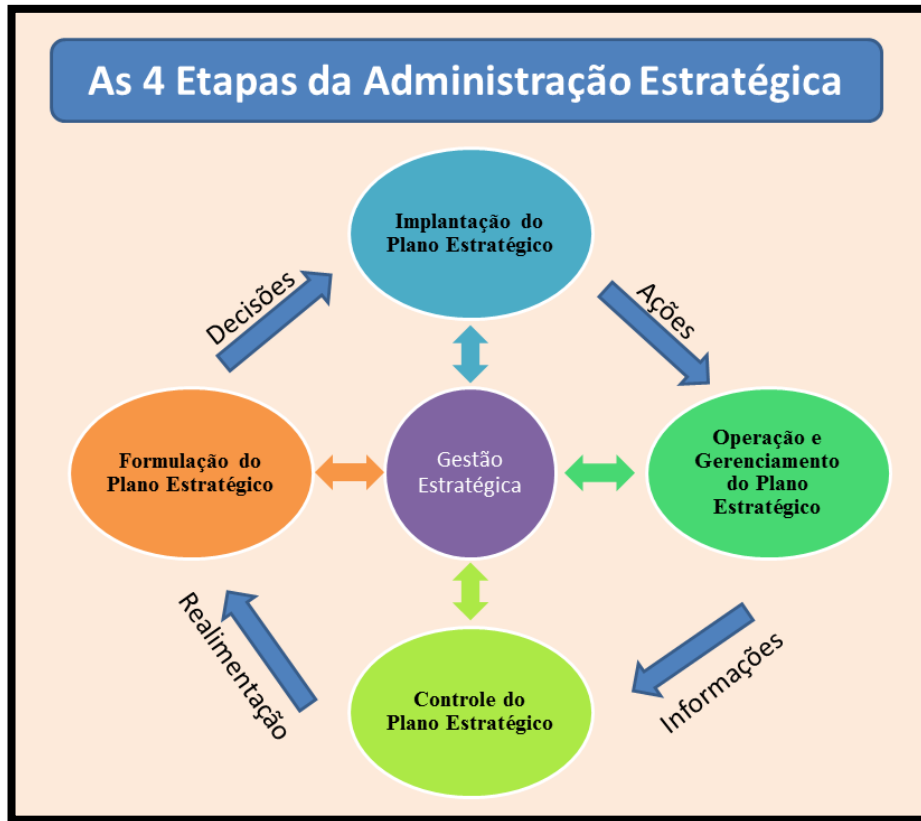 As 4 Etapas da Administração Estratégica
Implantação do
Plano Estratégico
Decisões
Ações
Formulação do
Plano Estratégico
Gestão
Estratégica
Operação e
Gerenciamento
do Plano
Estratégico
Realimentação
Controle do
Plano Estratégico
Informações